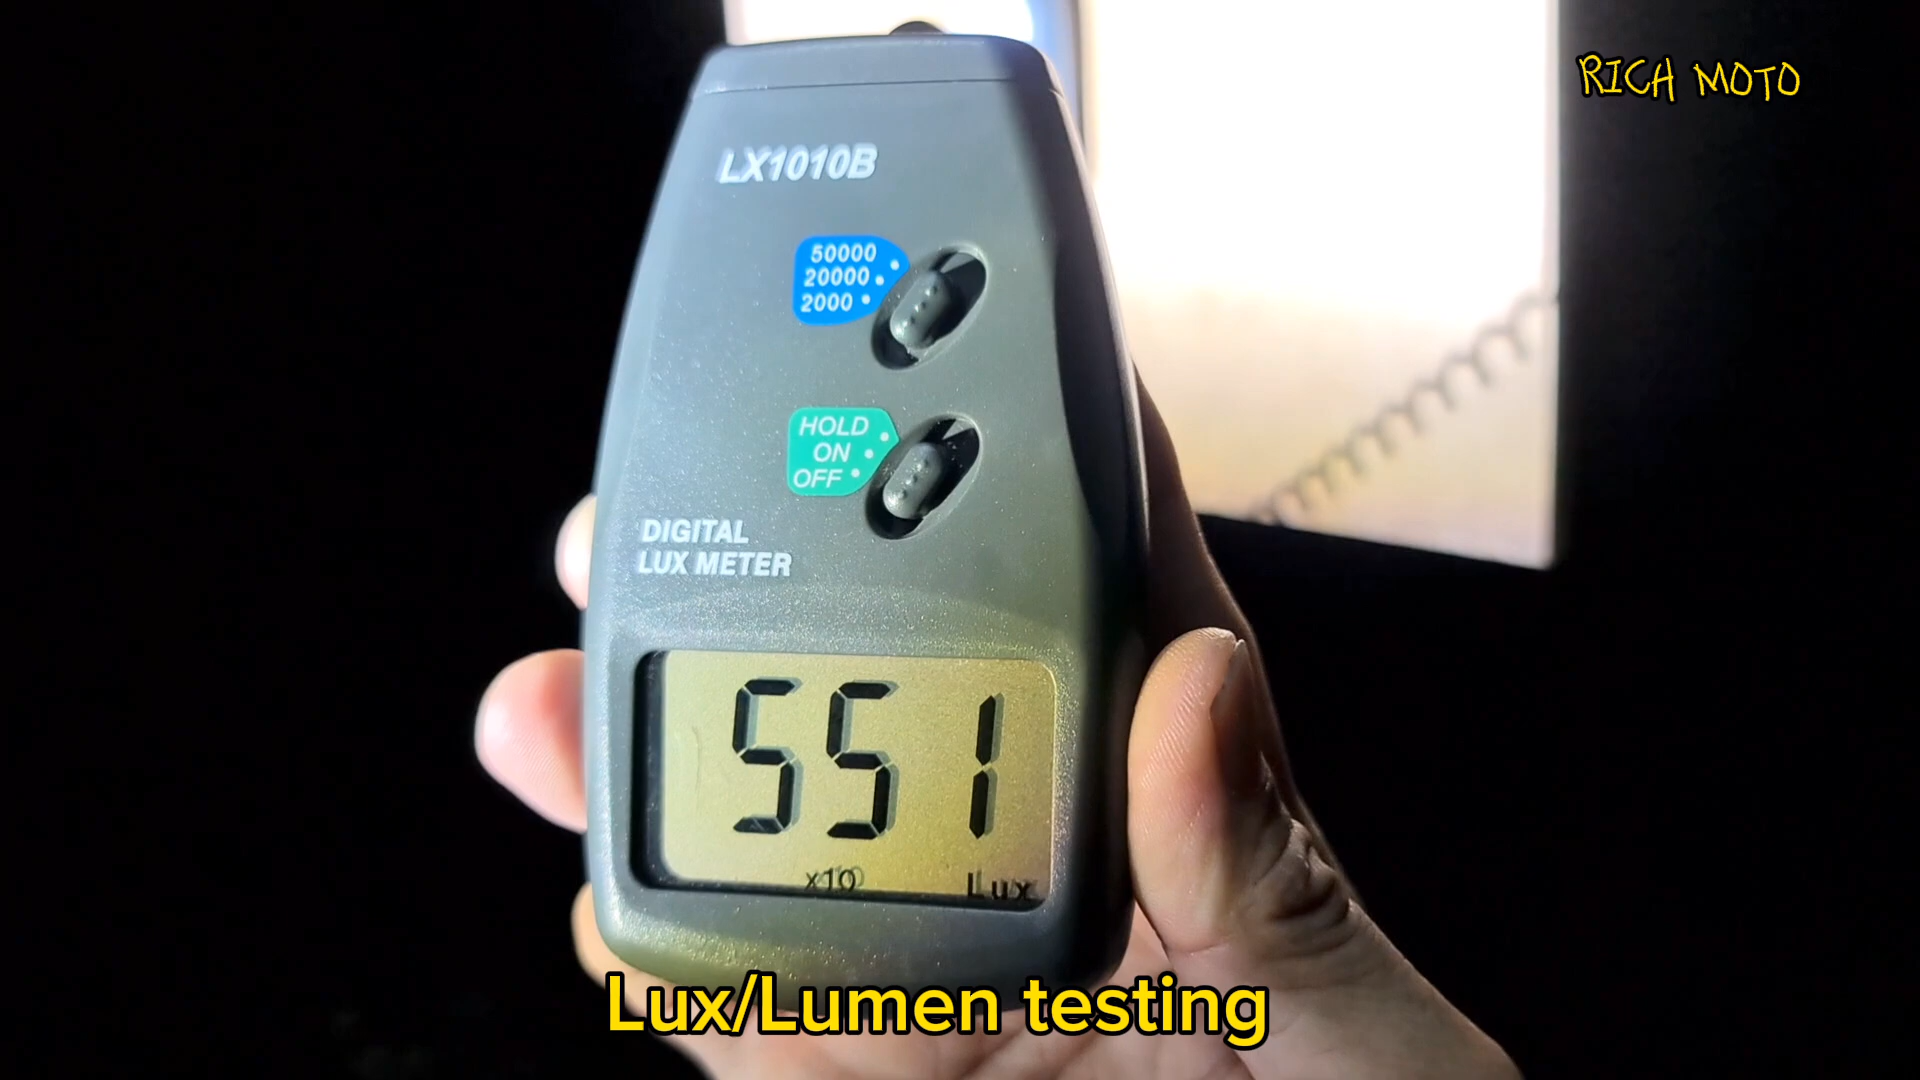 RICH MOTO
LX1010B
50000
20000
2000
HOLD
ON
OFF
DIGITAL
LUX METER
551
x10 Lux
Lux/Lumen testing